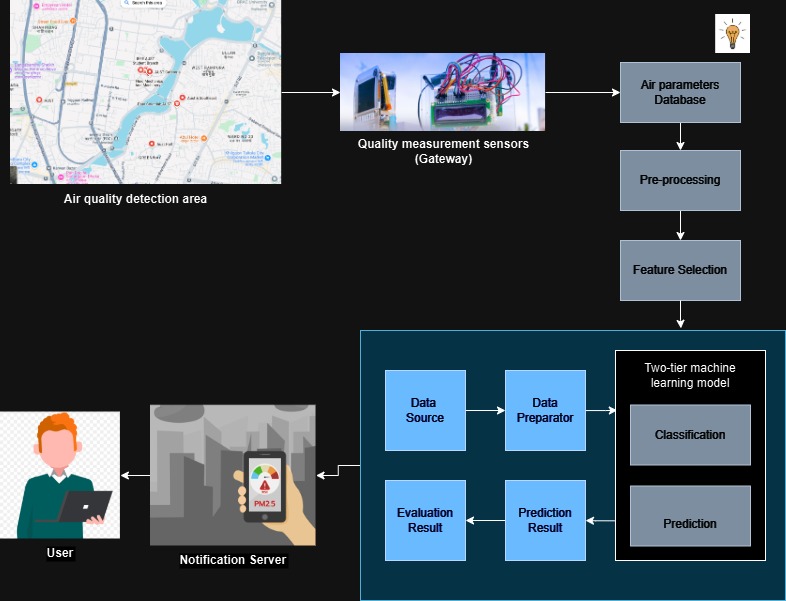 Air quality detection area
Quality measurement sensors
(Gateway)
Air parameters
Database
Pre-processing
Feature Selection
Two-tier machine
learning model
Data
Source
Data
Preparator
Classification
Evaluation
Result
Prediction
Result
Prediction
PM2.5
User
Notification Server